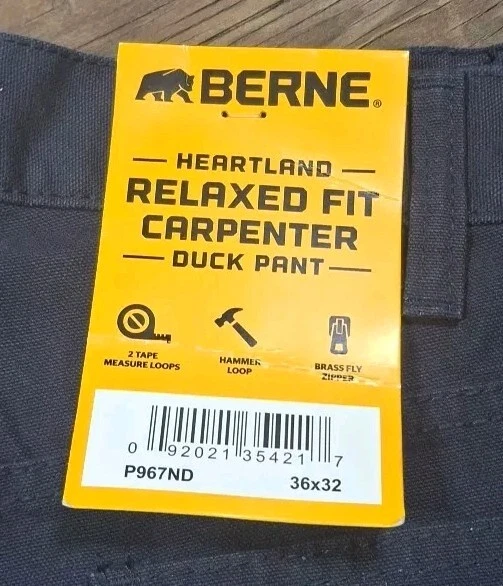 BERNE®
HEARTLAND
RELAXED FIT
CARPENTER
DUCK PANT
2 TAPE
MEASURE LOOPS
HAMMER
LOOP
BRASS FLY
ZIPPER
0 92021 35421 7
P967ND 36x32